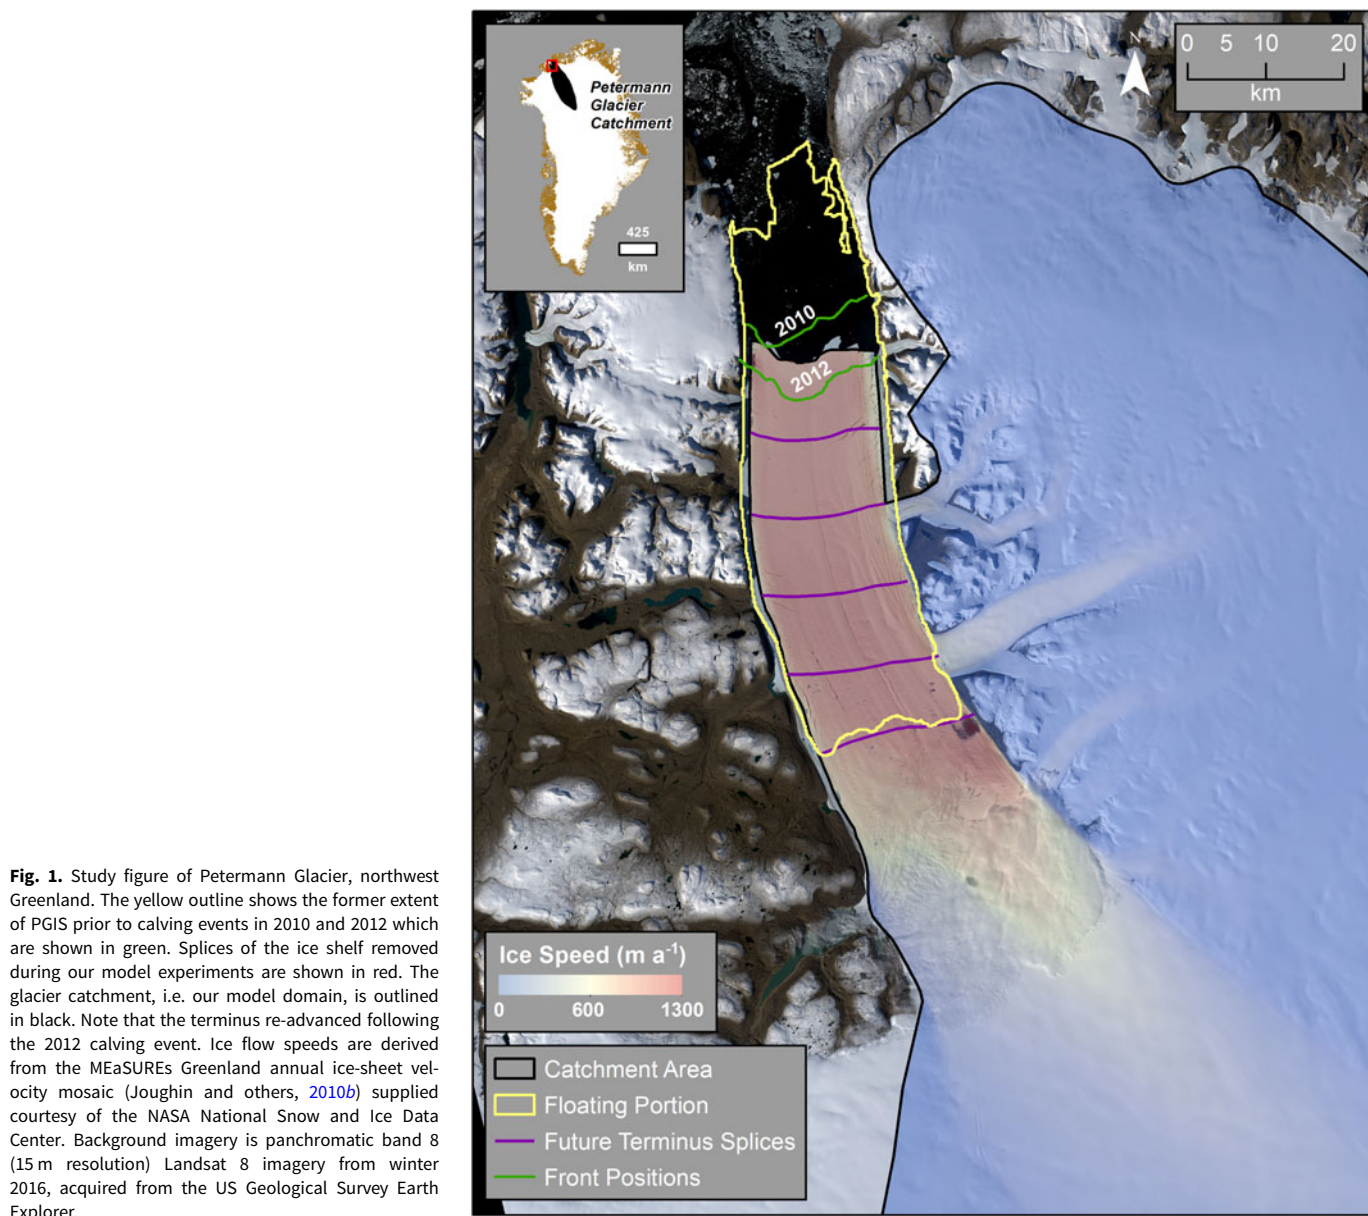 Petermann
Glacier
Catchment
425
km
N
0 5 10 20
km
2010
2012
Ice Speed (m a⁻¹)
0 600 1300
Catchment Area
Floating Portion
Future Terminus Splices
Front Positions
Fig. 1. Study figure of Petermann Glacier, northwest
Greenland. The yellow outline shows the former extent
of PGIS prior to calving events in 2010 and 2012 which
are shown in green. Splices of the ice shelf removed
during our model experiments are shown in red. The
glacier catchment, i.e. our model domain, is outlined
in black. Note that the terminus re-advanced following
the 2012 calving event. Ice flow speeds are derived
from the MEaSUREs Greenland annual ice-sheet vel-
ocity mosaic (Joughin and others, 2010b) supplied
courtesy of the NASA National Snow and Ice Data
Center. Background imagery is panchromatic band 8
(15 m resolution) Landsat 8 imagery from winter
2016, acquired from the US Geological Survey Earth
Explorer